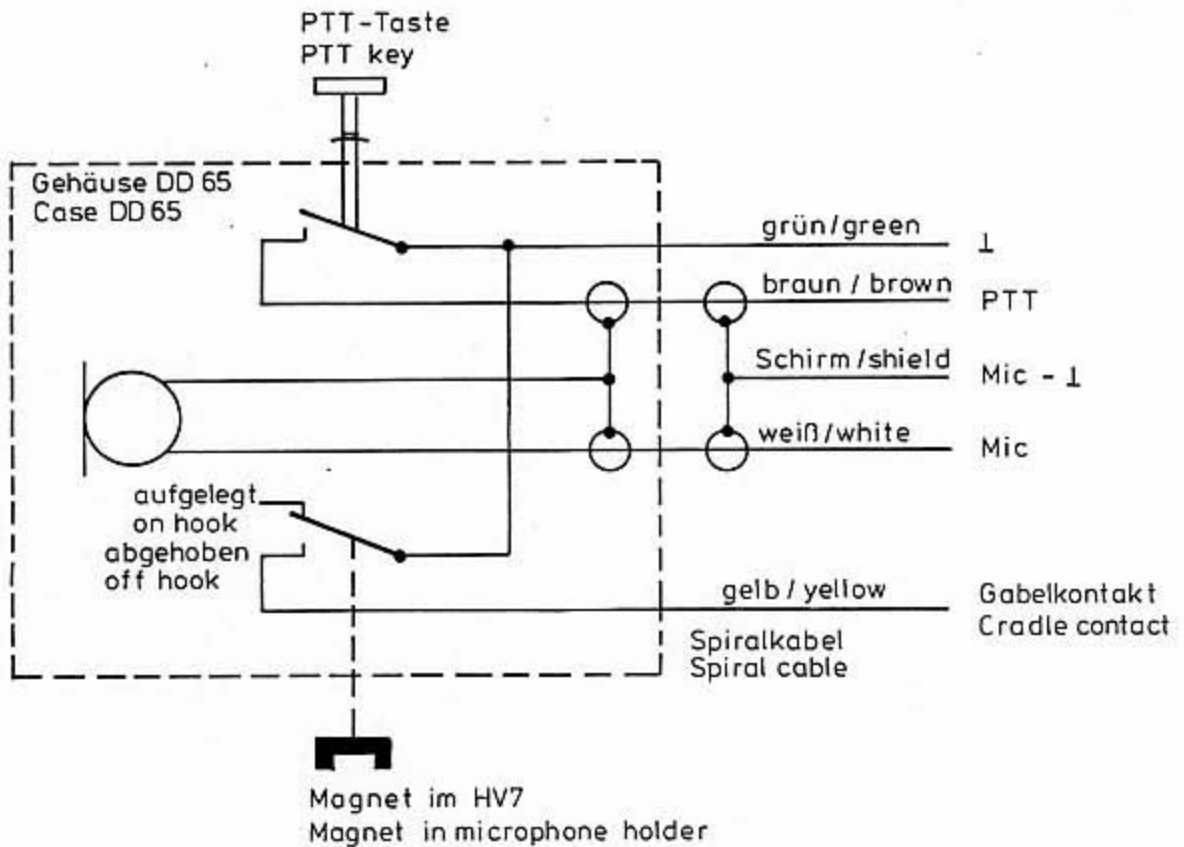 PTT-Taste
PTT key
Gehäuse DD 65
Case DD 65
grün/green
⊥
braun / brown
PTT
Schirm/shield
Mic - ⊥
weiß/white
Mic
aufgelegt
on hook
abgehoben
off hook
gelb / yellow
Gabelkontakt
Cradle contact
Spiralkabel
Spiral cable
Magnet im HV7
Magnet in microphone holder